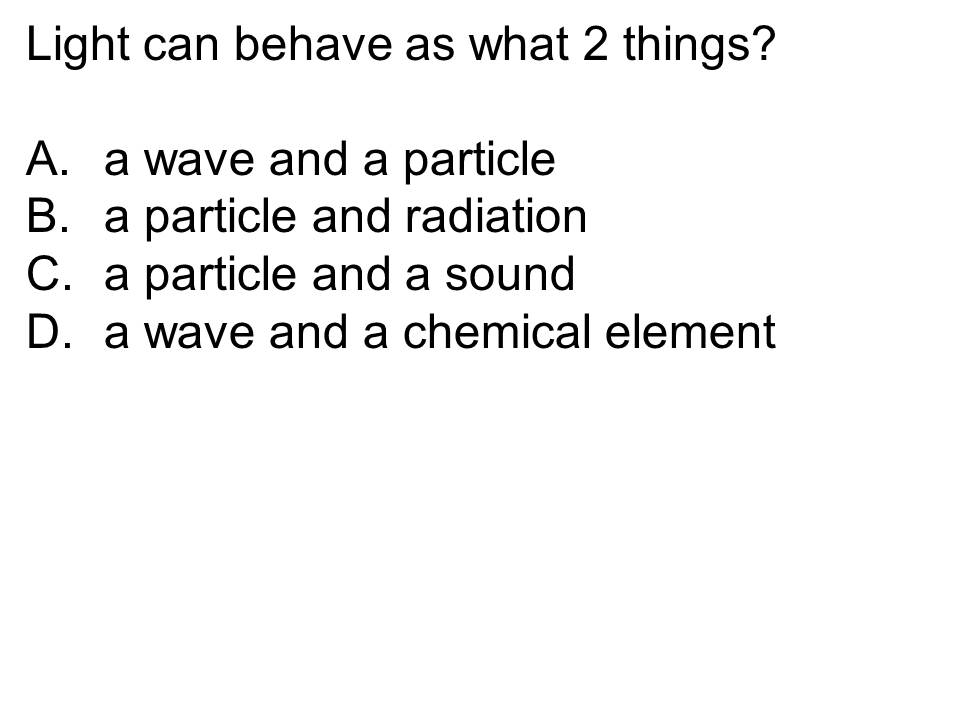 Light can behave as what 2 things?
A. a wave and a particle
B. a particle and radiation
C. a particle and a sound
D. a wave and a chemical element